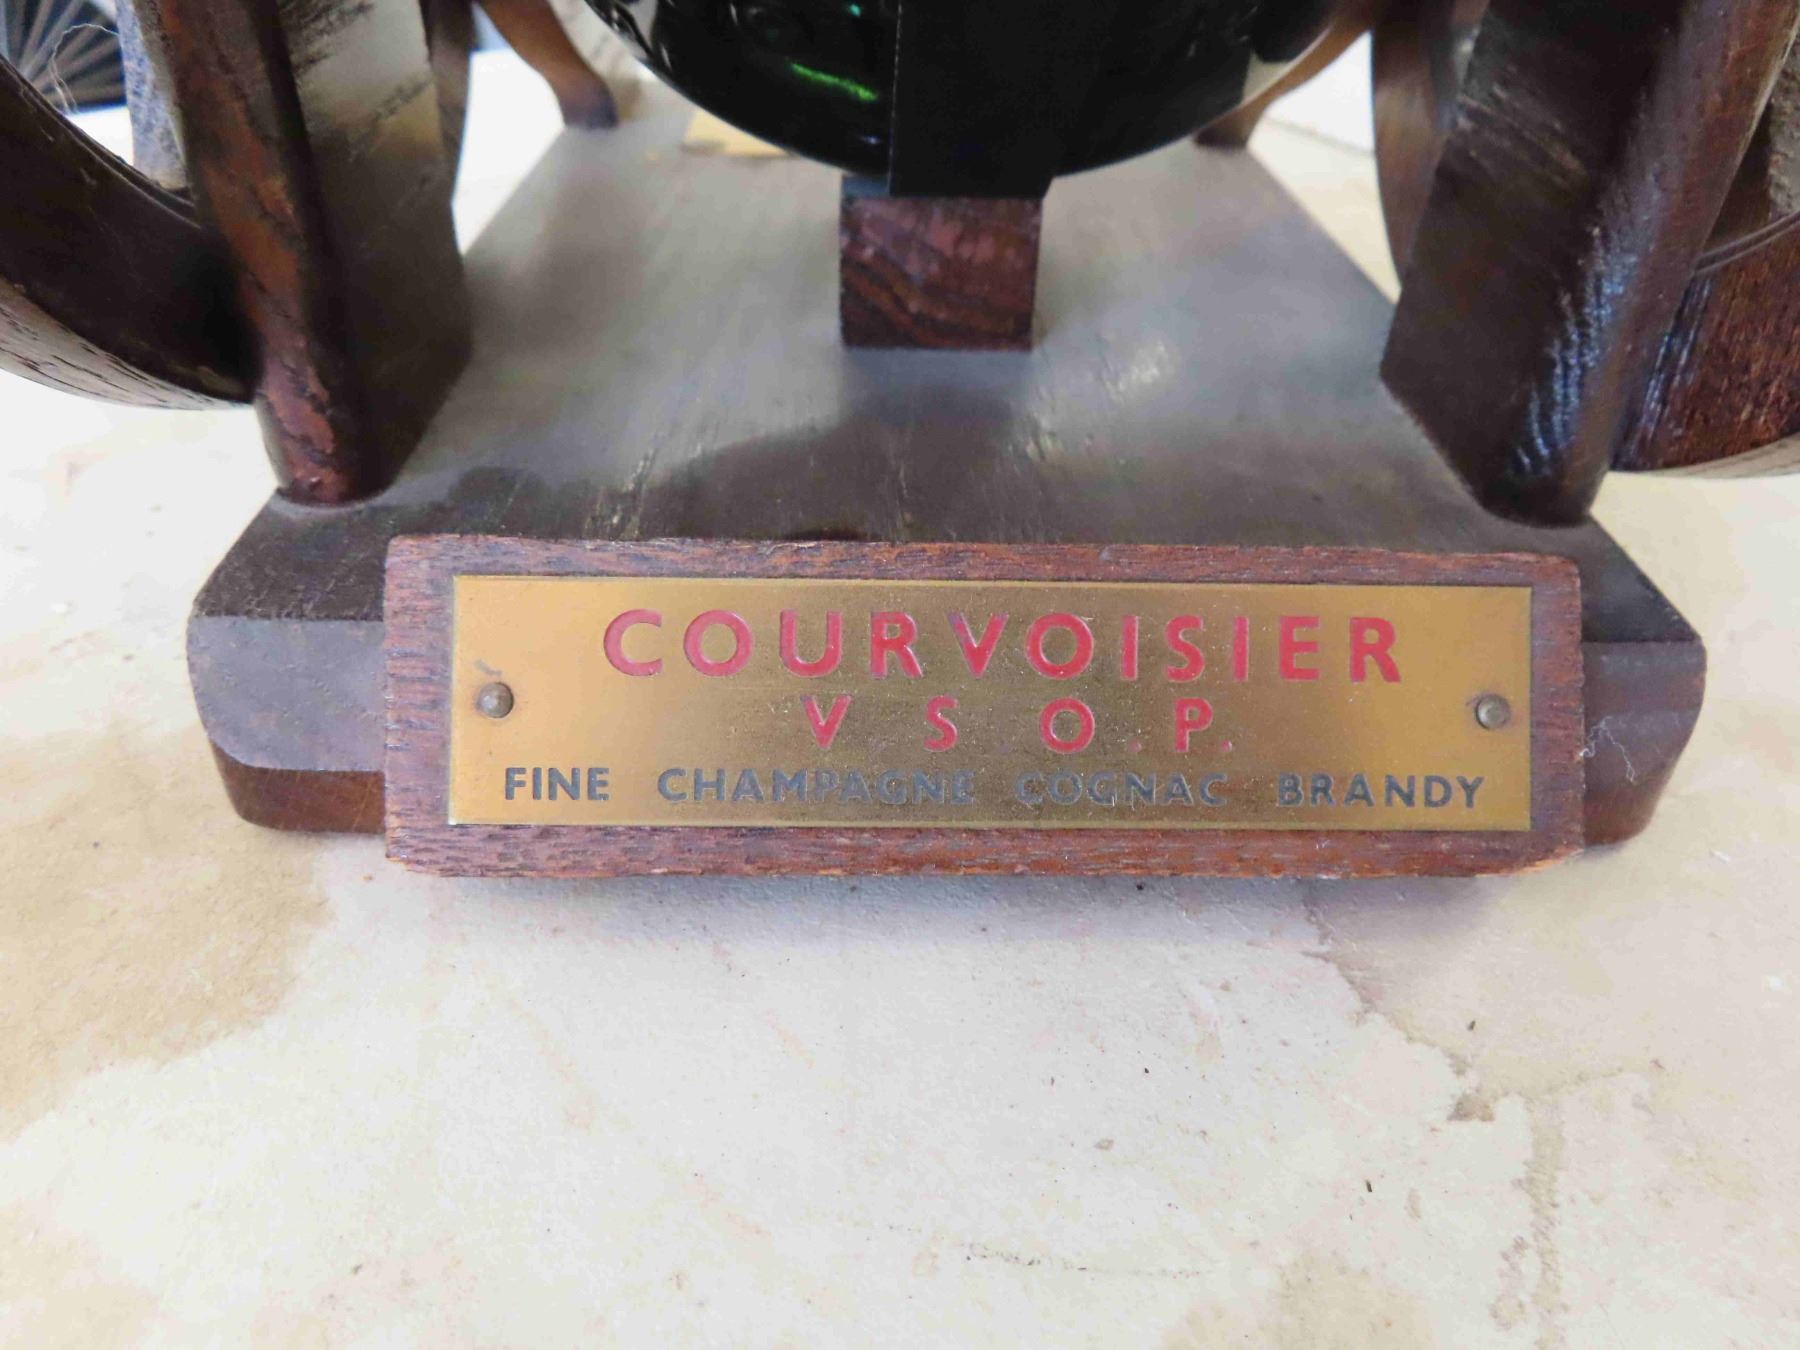 COURVOISIER
V S . O . P.
FINE CHAMPAGNE COGNAC BRANDY